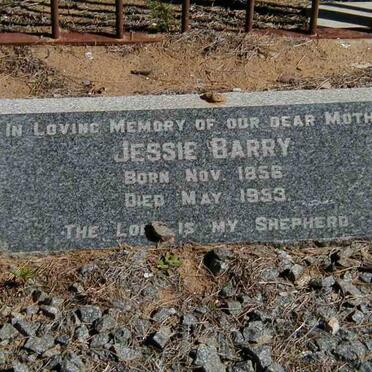 IN LOVING MEMORY OF OUR DEAR MOTH
JESSIE BARRY
BORN NOV. 1856
DIED MAY 1953.
THE LORD IS MY SHEPHERD